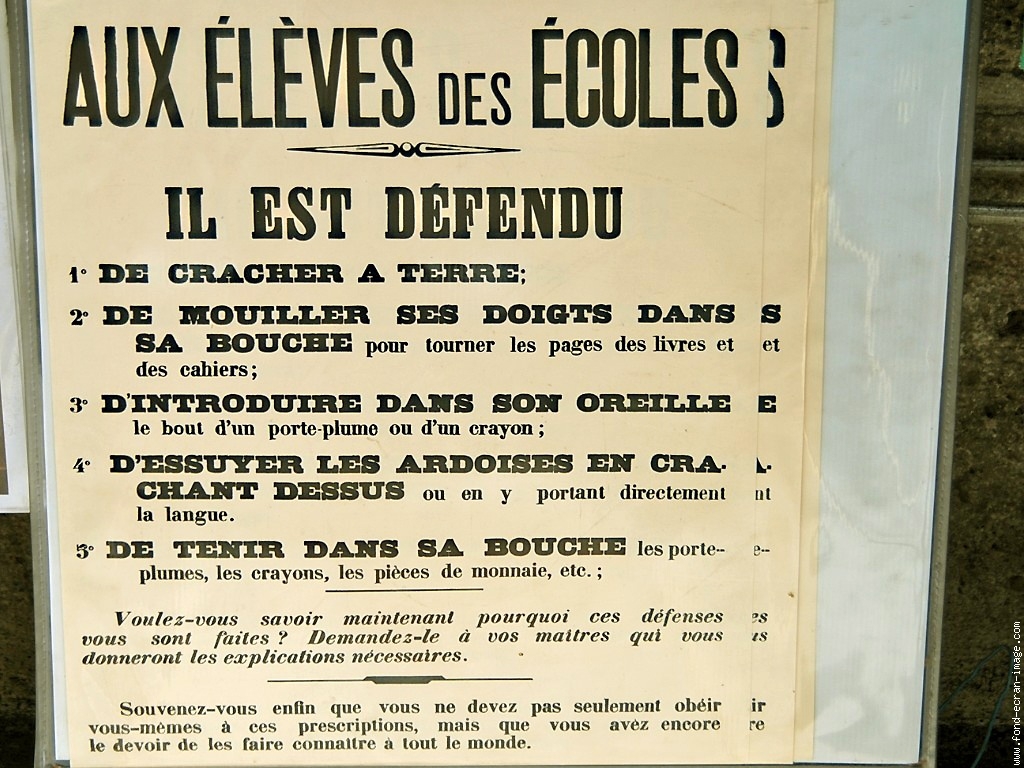 AUX ÉLÈVES DES ÉCOLES S
IL EST DÉFENDU
1° DE CRACHER A TERRE;
2° DE MOUILLER SES DOIGTS DANS S
SA BOUCHE pour tourner les pages des livres et et
des cahiers;
3° D'INTRODUIRE DANS SON OREILLE E
le bout d'un porte-plume ou d'un crayon;
4° D'ESSUYER LES ARDOISES EN CRA- A-
CHANT DESSUS ou en y portant directement nt
la langue.
5° DE TENIR DANS SA BOUCHE les porte- e-
plumes, les crayons, les pièces de monnaie, etc.;
Voulez-vous savoir maintenant pourquoi ces défenses es
vous sont faites? Demandez-le à vos maîtres qui vous us
donneront les explications nécessaires.
Souvenez-vous enfin que vous ne devez pas seulement obéir ir
vous-mêmes à ces prescriptions, mais que vous avez encore re
le devoir de les faire connaître à tout le monde.
www.fond-ecran-image.com